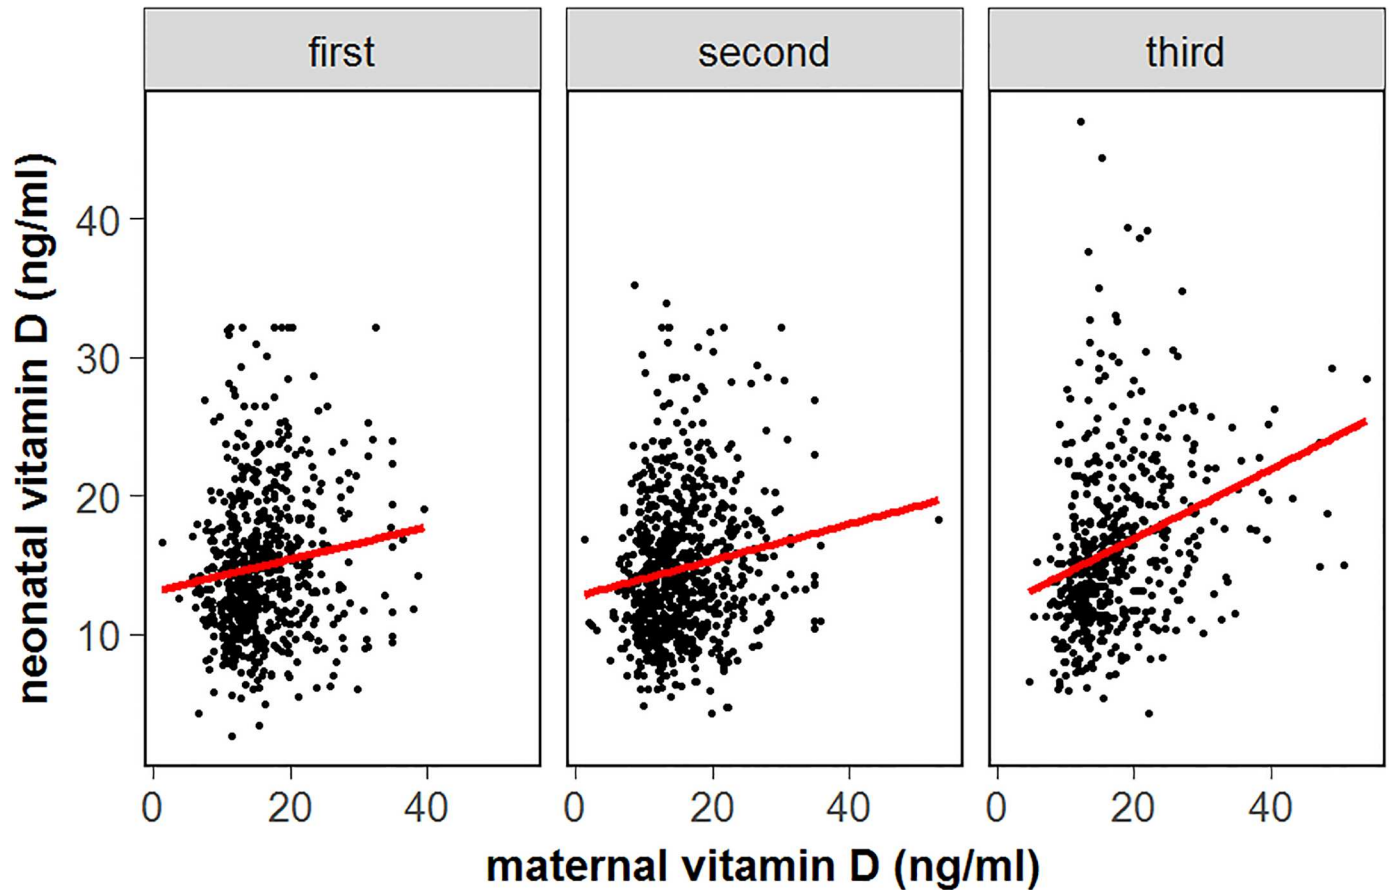 first second third
neonatal vitamin D (ng/ml)
40
30
20
10
0 20 40 0 20 40 0 20 40
maternal vitamin D (ng/ml)